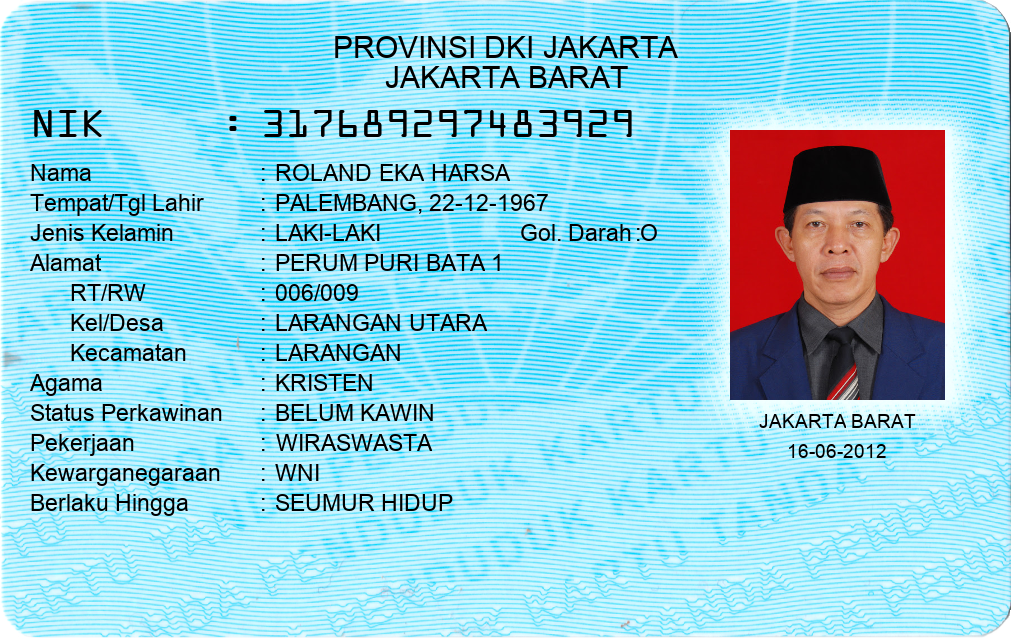 PROVINSI DKI JAKARTA
JAKARTA BARAT
NIK : 317689297483929
Nama : ROLAND EKA HARSA
Tempat/Tgl Lahir : PALEMBANG, 22-12-1967
Jenis Kelamin : LAKI-LAKI Gol. Darah :O
Alamat : PERUM PURI BATA 1
RT/RW : 006/009
Kel/Desa : LARANGAN UTARA
Kecamatan : LARANGAN
Agama : KRISTEN
Status Perkawinan : BELUM KAWIN
Pekerjaan : WIRASWASTA
Kewarganegaraan : WNI
Berlaku Hingga : SEUMUR HIDUP
JAKARTA BARAT
16-06-2012